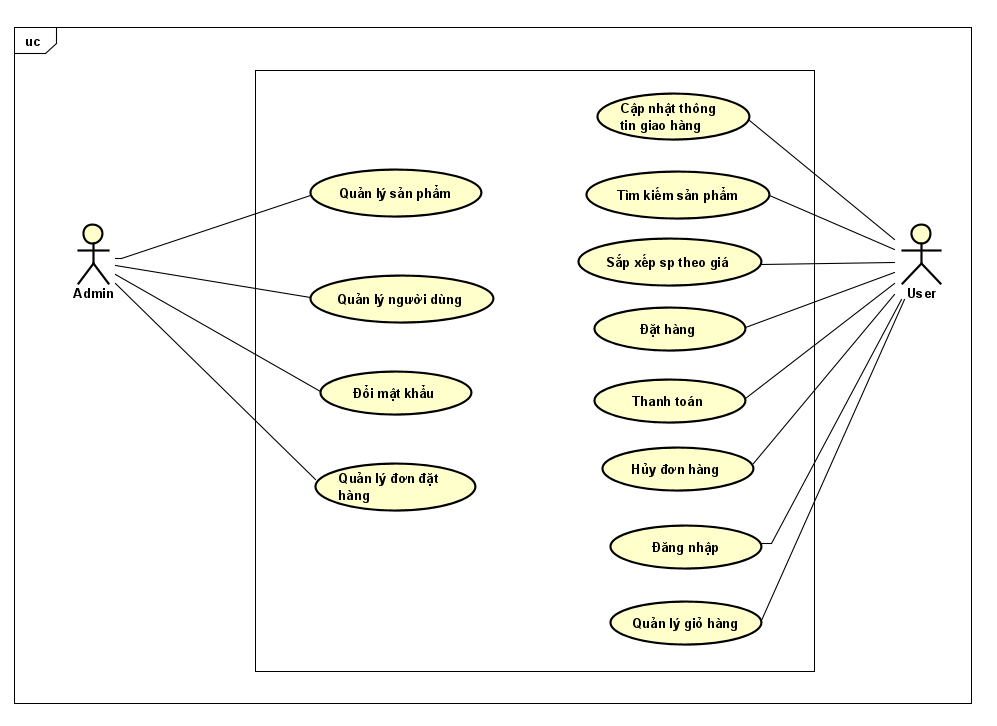 uc
Cập nhật thông
tin giao hàng
Quản lý sản phẩm
Tìm kiếm sản phẩm
Sắp xếp sp theo giá
Admin
User
Quản lý người dùng
Đặt hàng
Đổi mật khẩu
Thanh toán
Quản lý đơn đặt
hàng
Hủy đơn hàng
Đăng nhập
Quản lý giỏ hàng